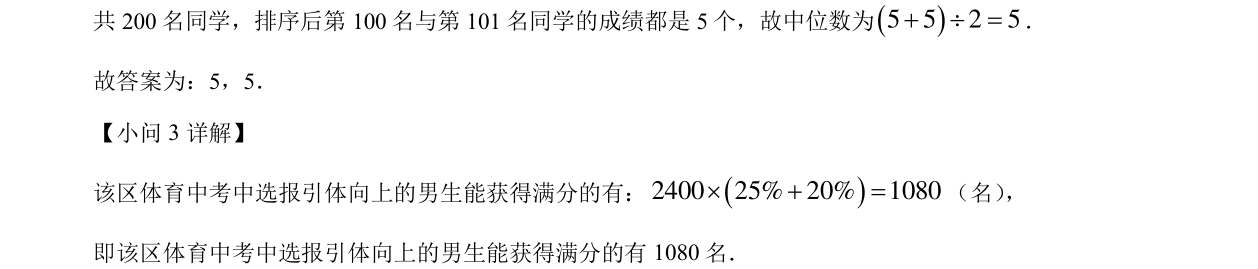 共 200 名同学，排序后第 100 名与第 101 名同学的成绩都是 5 个，故中位数为(5+5)÷2=5．
故答案为：5，5．
【小问 3 详解】
该区体育中考中选报引体向上的男生能获得满分的有：2400×(25%+20%)=1080（名），
即该区体育中考中选报引体向上的男生能获得满分的有 1080 名．